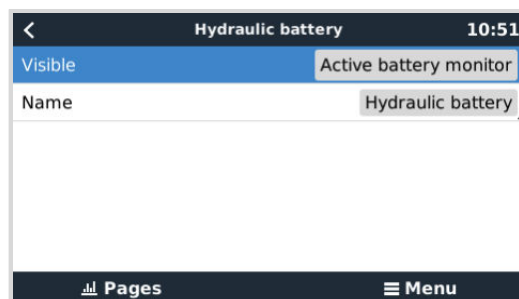 Hydraulic battery 10:51
Visible Active battery monitor
Name Hydraulic battery
Pages Menu